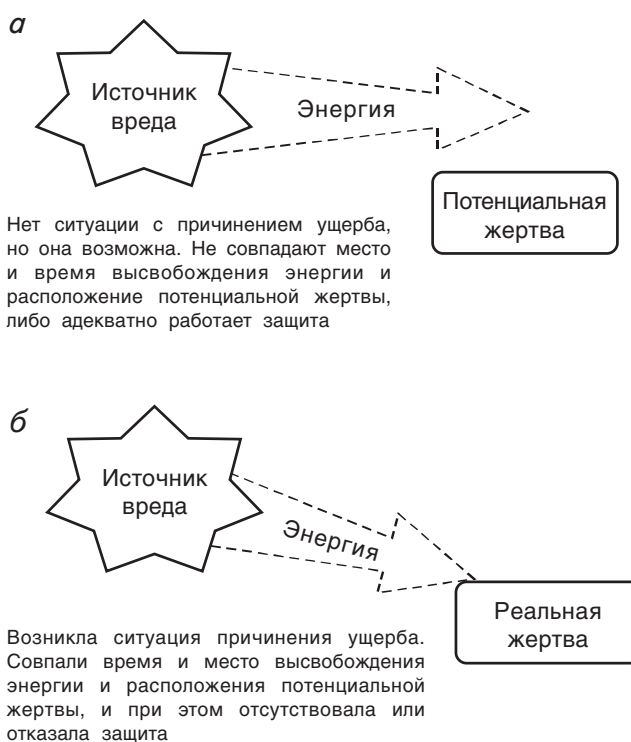 а
Источник
вреда
Энергия
Потенциальная
жертва
Нет ситуации с причинением ущерба,
но она возможна. Не совпадают место
и время высвобождения энергии и
расположение потенциальной жертвы,
либо адекватно работает защита
б
Источник
вреда
Энергия
Реальная
жертва
Возникла ситуация причинения ущерба.
Совпали время и место высвобождения
энергии и расположения потенциальной
жертвы, и при этом отсутствовала или
отказала защита